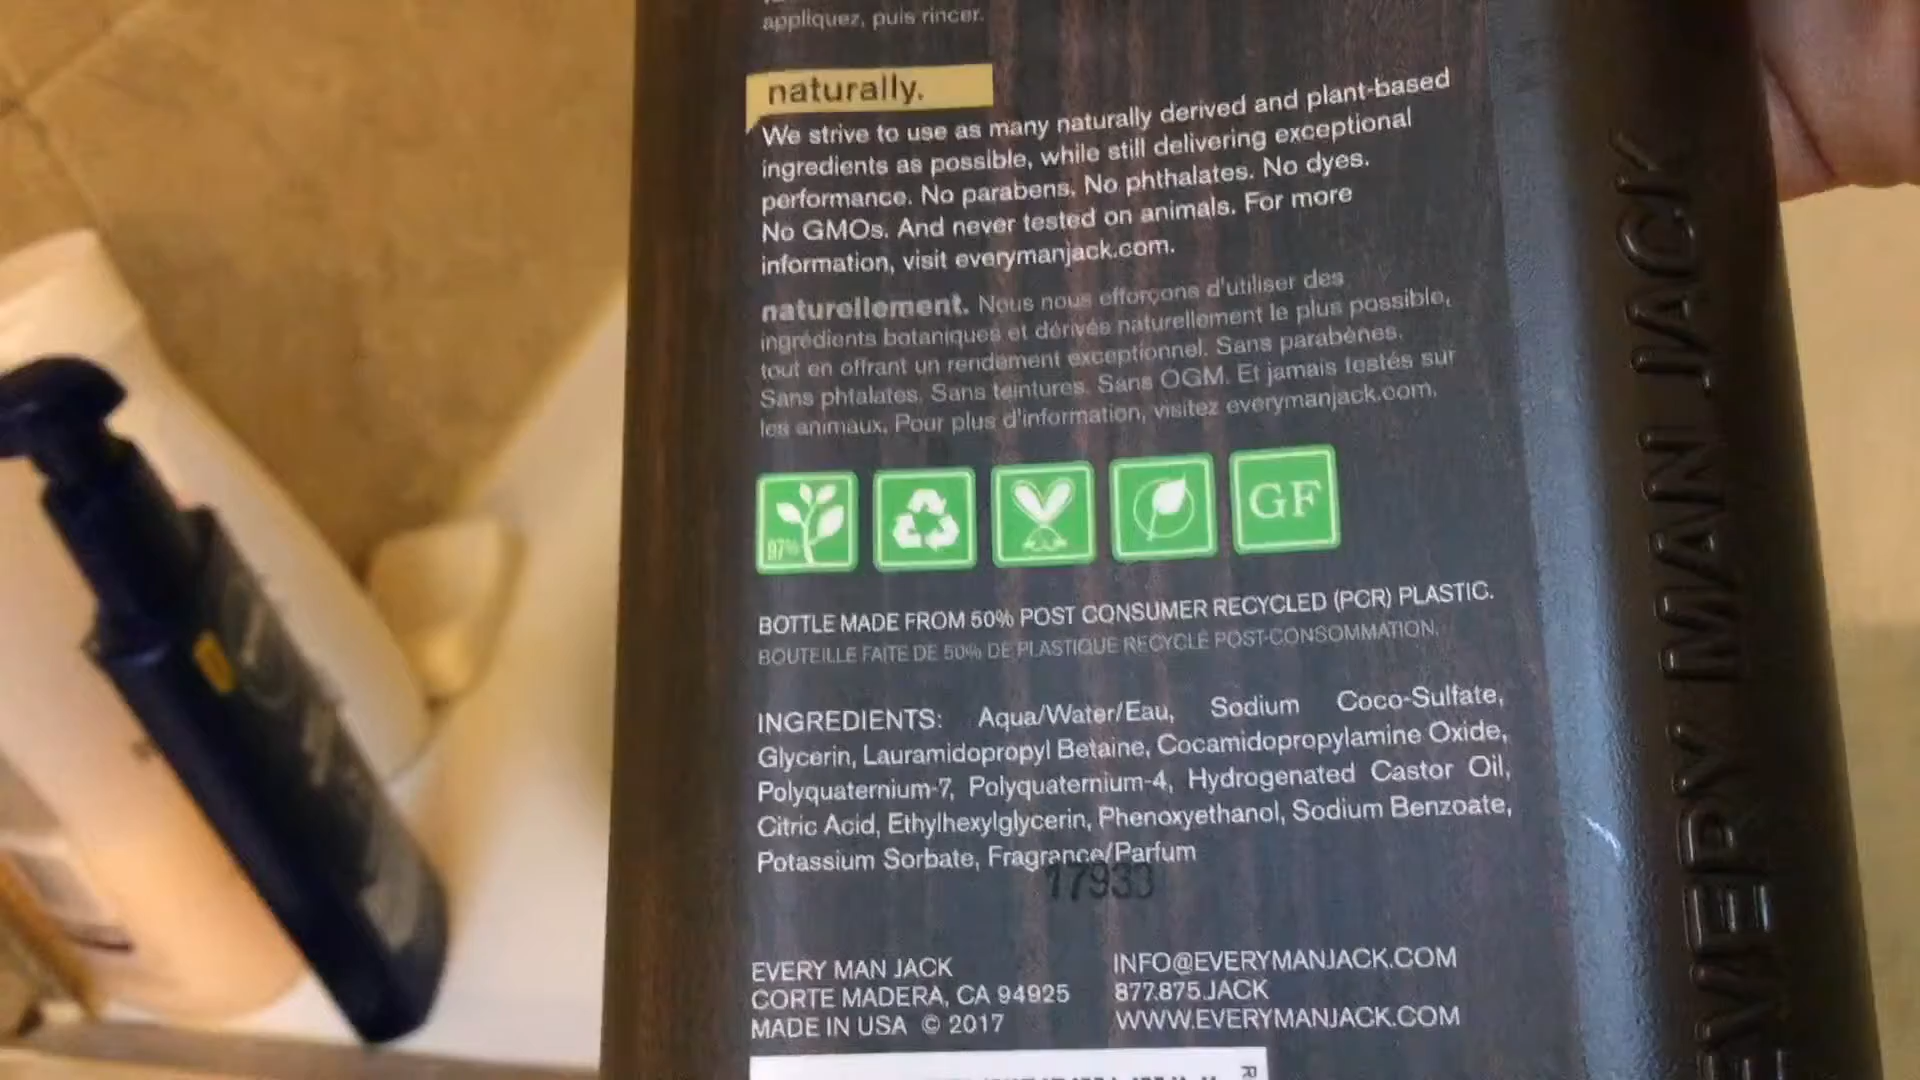 appliquez, puis rincer.
naturally.
We strive to use as many naturally derived and plant-based
ingredients as possible, while still delivering exceptional
performance. No parabens. No phthalates. No dyes.
No GMOs. And never tested on animals. For more
information, visit everymanjack.com.
naturellement. Nous nous efforçons d'utiliser des
ingrédients botaniques et dérivés naturellement le plus possible,
tout en offrant un rendement exceptionnel. Sans parabènes.
Sans phtalates. Sans teintures. Sans OGM. Et jamais testés sur
les animaux. Pour plus d'information, visitez everymanjack.com.
97%
GF
BOTTLE MADE FROM 50% POST CONSUMER RECYCLED (PCR) PLASTIC.
BOUTEILLE FAITE DE 50% DE PLASTIQUE RECYCLÉ POST-CONSOMMATION.
INGREDIENTS: Aqua/Water/Eau, Sodium Coco-Sulfate,
Glycerin, Lauramidopropyl Betaine, Cocamidopropylamine Oxide,
Polyquaternium-7, Polyquaternium-4, Hydrogenated Castor Oil,
Citric Acid, Ethylhexylglycerin, Phenoxyethanol, Sodium Benzoate,
Potassium Sorbate, Fragrance/Parfum
17933
EVERY MAN JACK
CORTE MADERA, CA 94925
MADE IN USA © 2017
INFO@EVERYMANJACK.COM
877.875.JACK
WWW.EVERYMANJACK.COM
EVERY MAN JACK